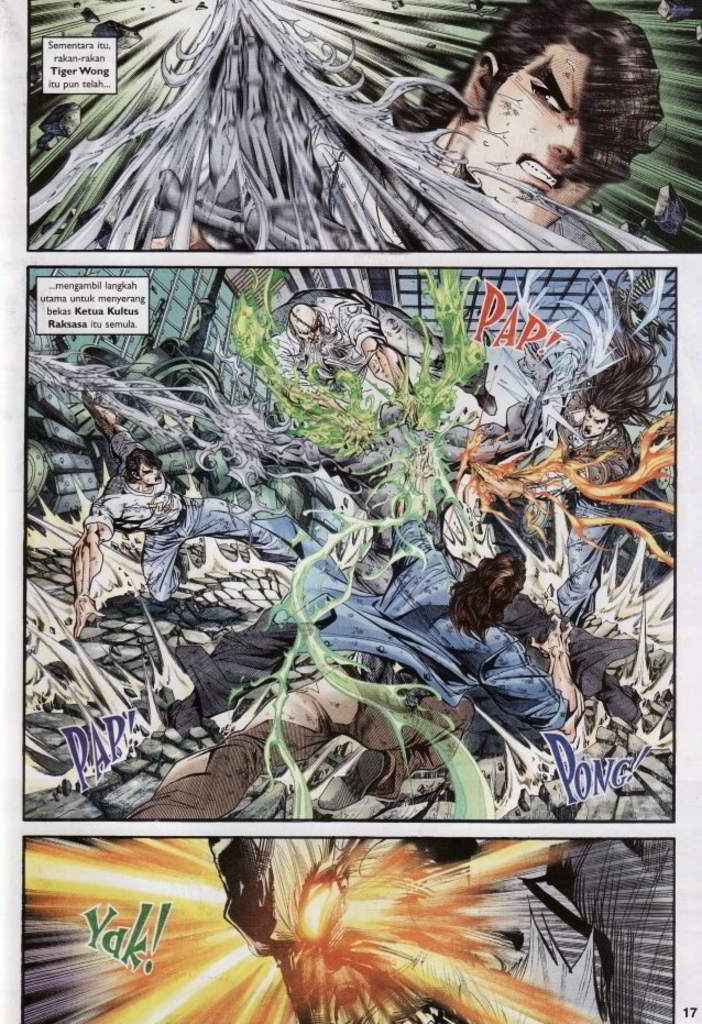 Sementara itu,
rakan-rakan
Tiger Wong
itu pun telah...
...mengambil langkah
utama untuk menyerang
bekas Ketua Kultus
Raksasa itu semula.
PAP!
PAP!
PONG!
Yak!
17